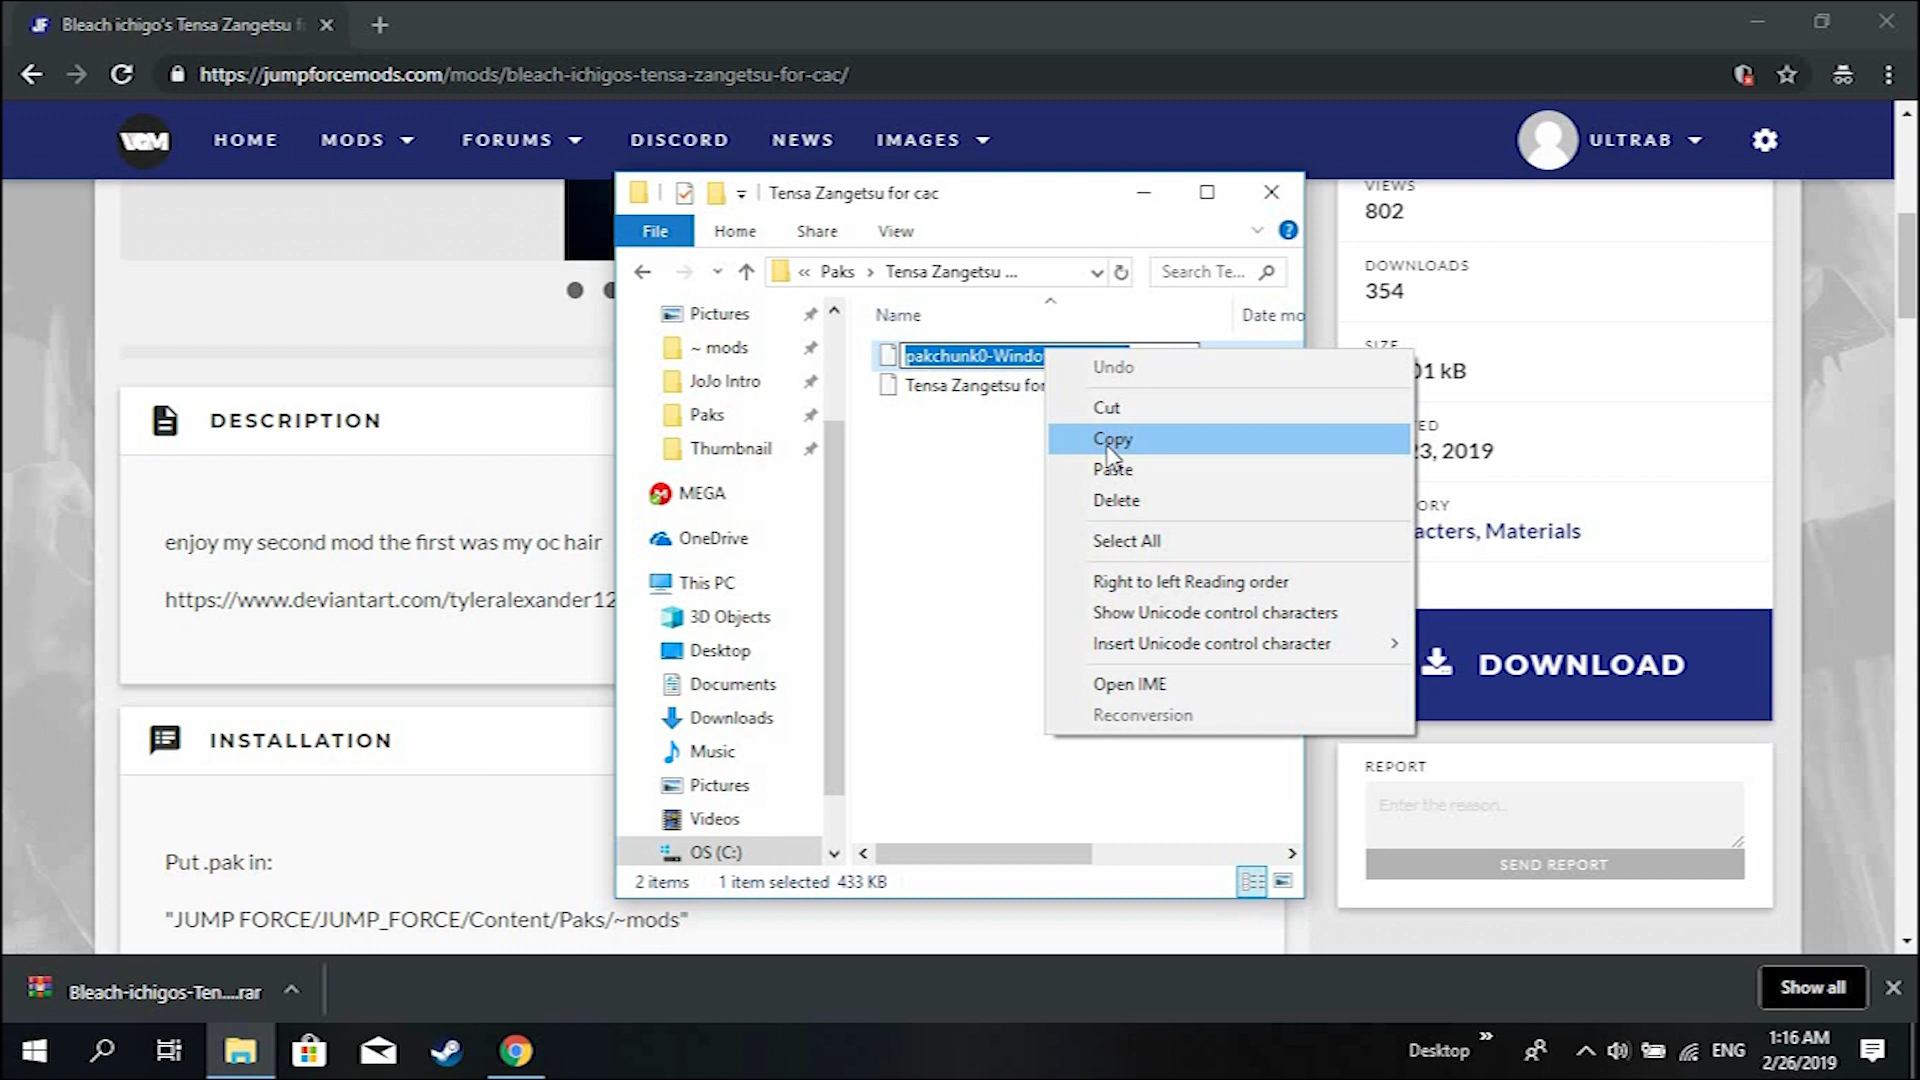 Bleach ichigo's Tensa Zangetsu
https://jumpforcemods.com/mods/bleach-ichigos-tensa-zangetsu-for-cac/
VGM
HOME
MODS
FORUMS
DISCORD
NEWS
IMAGES
ULTRAB
Tensa Zangetsu for cac
File
Home
Share
View
« Paks > Tensa Zangetsu ...
Search Te...
Name
Date mo
Pictures
~ mods
JoJo Intro
Paks
Thumbnail
MEGA
OneDrive
This PC
3D Objects
Desktop
Documents
Downloads
Music
Pictures
Videos
OS (C:)
pakchunk0-Windo
Tensa Zangetsu for
2 items
1 item selected 433 KB
Undo
Cut
Copy
Paste
Delete
Select All
Right to left Reading order
Show Unicode control characters
Insert Unicode control character
Open IME
Reconversion
DESCRIPTION
enjoy my second mod the first was my oc hair
https://www.deviantart.com/tyleralexander12
INSTALLATION
Put .pak in:
"JUMP FORCE/JUMP_FORCE/Content/Paks/~mods"
VIEWS
802
DOWNLOADS
354
SIZE
01 kB
ED
23, 2019
ORY
acters, Materials
DOWNLOAD
REPORT
Enter the reason...
SEND REPORT
Bleach-ichigos-Ten....rar
Show all
Desktop
ENG
1:16 AM
2/26/2019